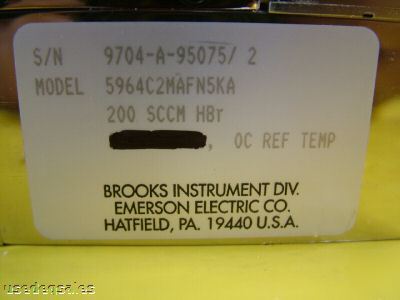 S/N 9704-A-95075/ 2
MODEL 5964C2MAFN5KA
200 SCCM HBr
, 0C REF TEMP
BROOKS INSTRUMENT DIV.
EMERSON ELECTRIC CO.
HATFIELD, PA. 19440 U.S.A.
usedeqsales